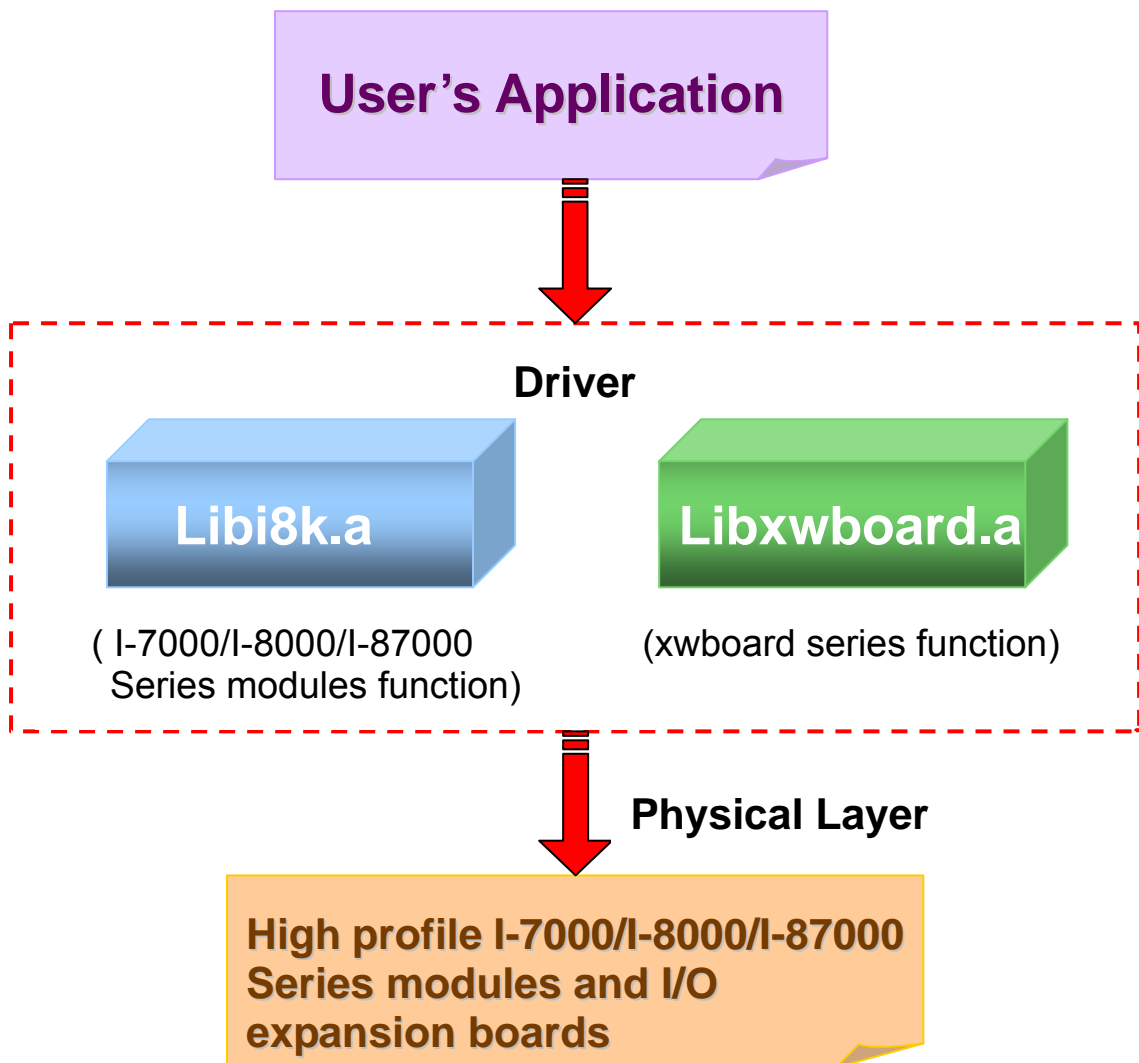 User’s Application
Driver
Libi8k.a
Libxwboard.a
( I-7000/I-8000/I-87000
Series modules function)
(xwboard series function)
Physical Layer
High profile I-7000/I-8000/I-87000
Series modules and I/O
expansion boards